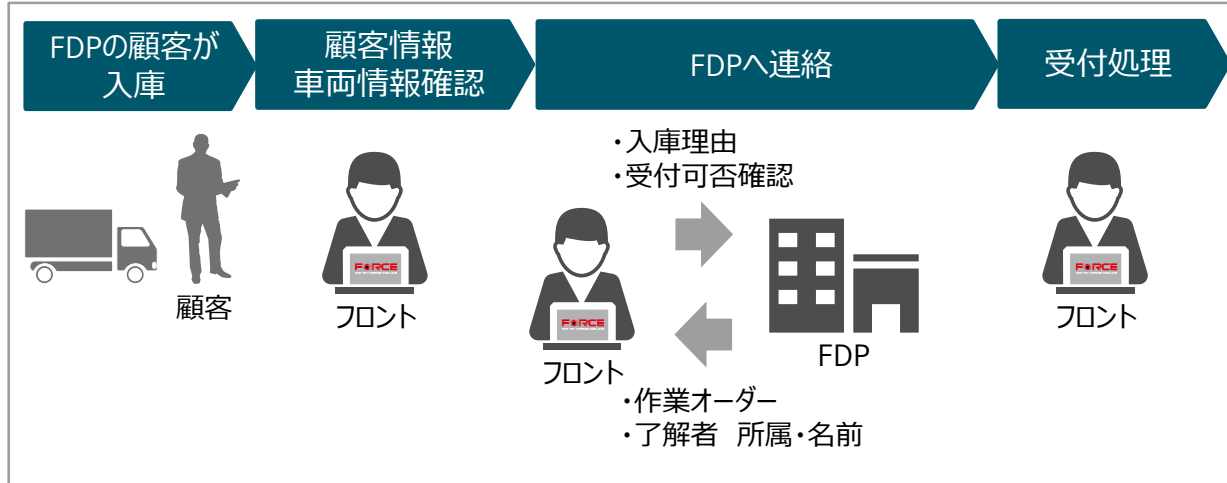 FDPの顧客が
入庫
顧客情報
車両情報確認
FDPへ連絡
受付処理
・入庫理由
・受付可否確認
FORCE
FORCE
FORCE
顧客
フロント
フロント
FDP
フロント
・作業オーダー
・了解者 所属・名前